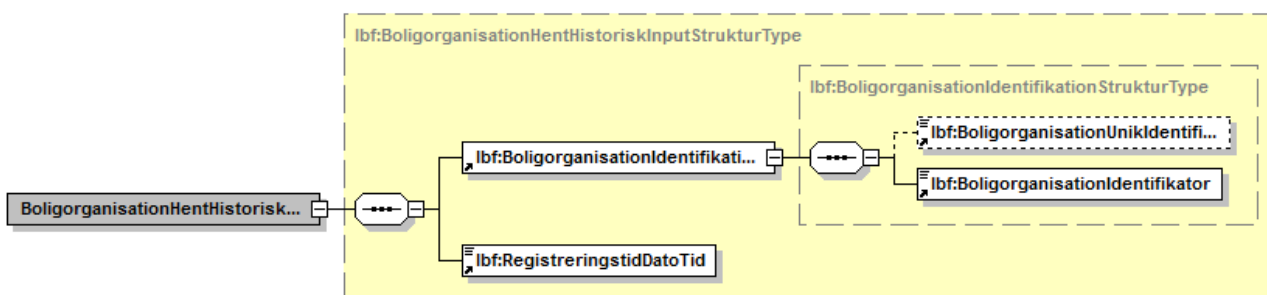 lbf:BoligorganisationHentHistoriskInputStrukturType
lbf:BoligorganisationIdentifikationStrukturType
lbf:BoligorganisationUnikIdentifi...
lbf:BoligorganisationIdentifikati...
lbf:BoligorganisationIdentifikator
BoligorganisationHentHistorisk...
lbf:RegistreringstidDatoTid